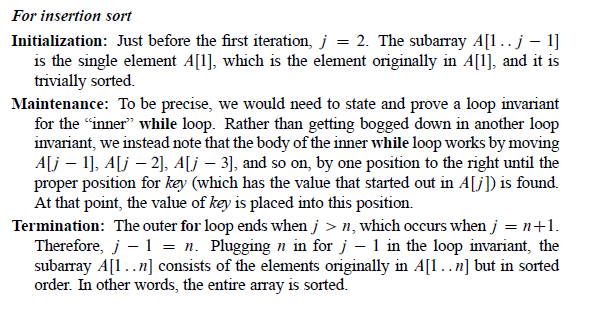 For insertion sort
Initialization: Just before the first iteration, j = 2. The subarray A[1 . . j − 1]
is the single element A[1], which is the element originally in A[1], and it is
trivially sorted.
Maintenance: To be precise, we would need to state and prove a loop invariant
for the “inner” while loop. Rather than getting bogged down in another loop
invariant, we instead note that the body of the inner while loop works by moving
A[j − 1], A[j − 2], A[j − 3], and so on, by one position to the right until the
proper position for key (which has the value that started out in A[j]) is found.
At that point, the value of key is placed into this position.
Termination: The outer for loop ends when j > n, which occurs when j = n+1.
Therefore, j − 1 = n. Plugging n in for j − 1 in the loop invariant, the
subarray A[1 . . n] consists of the elements originally in A[1 . . n] but in sorted
order. In other words, the entire array is sorted.